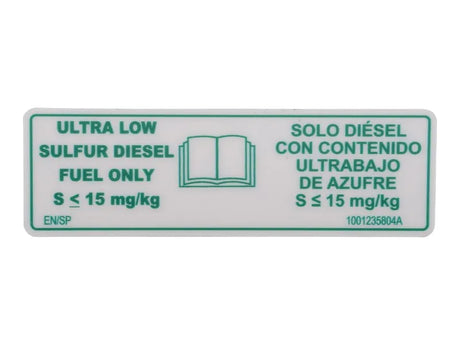 ULTRA LOW
SULFUR DIESEL
FUEL ONLY
S ≤ 15 mg/kg
EN/SP
SOLO DIÉSEL
CON CONTENIDO
ULTRABAJO
DE AZUFRE
S ≤ 15 mg/kg
1001235804A